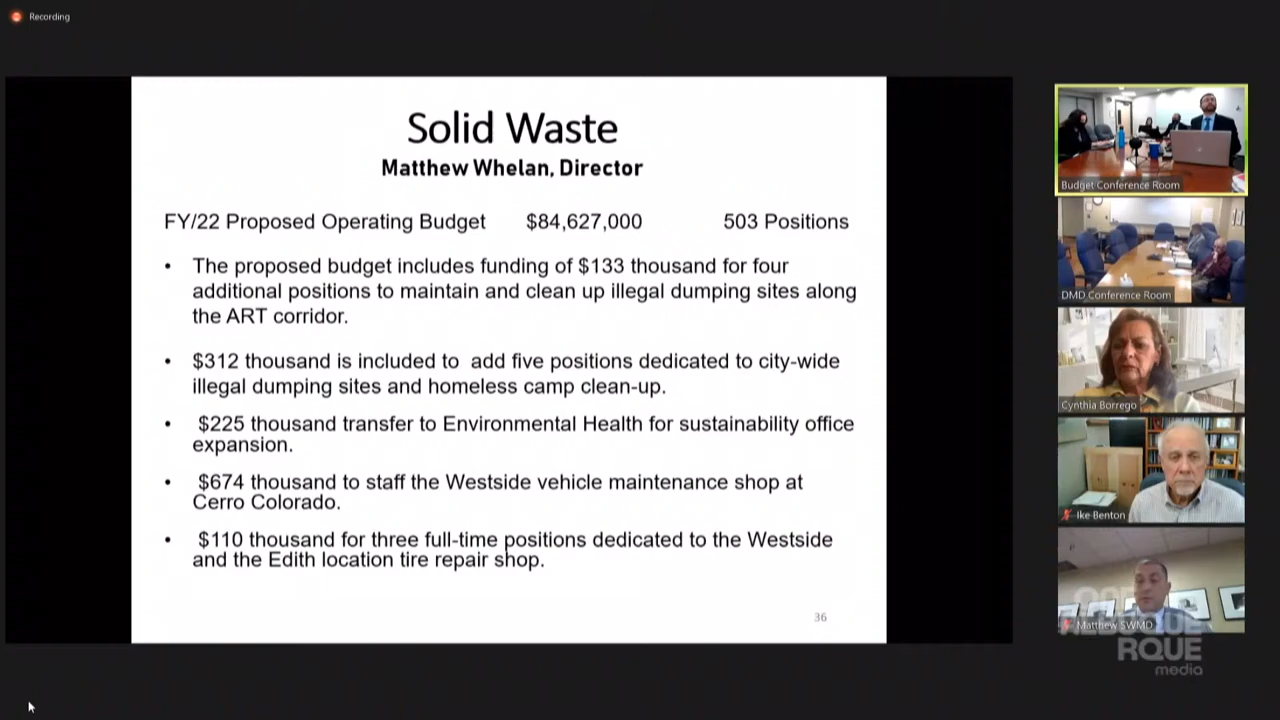 Recording
Solid Waste
Matthew Whelan, Director
FY/22 Proposed Operating Budget $84,627,000 503 Positions
• The proposed budget includes funding of $133 thousand for four
additional positions to maintain and clean up illegal dumping sites along
the ART corridor.
• $312 thousand is included to  add five positions dedicated to city-wide
illegal dumping sites and homeless camp clean-up.
• $225 thousand transfer to Environmental Health for sustainability office
expansion.
• $674 thousand to staff the Westside vehicle maintenance shop at
Cerro Colorado.
• $110 thousand for three full-time positions dedicated to the Westside
and the Edith location tire repair shop.
36
Budget Conference Room
DMD Conference Room
Cynthia Borrego
Ike Benton
Matthew SWMD
ONE
ALBUQUE
RQUE
media